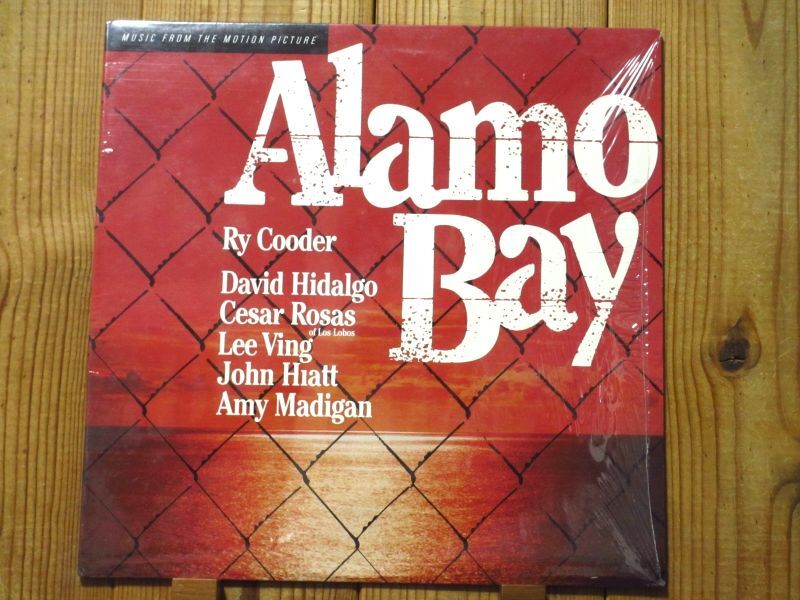 MUSIC FROM THE MOTION PICTURE
Alamo
Bay
Ry Cooder
David Hidalgo
Cesar Rosas
of Los Lobos
Lee Ving
John Hiatt
Amy Madigan